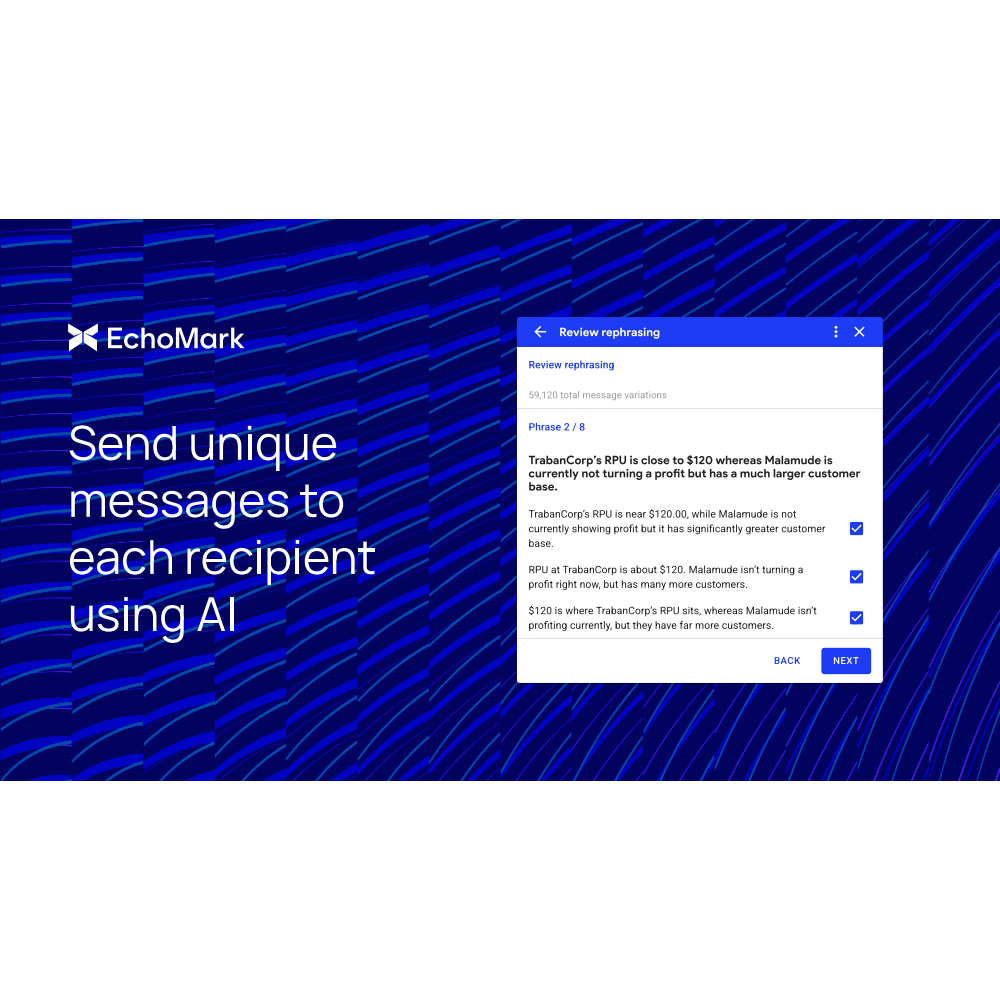 EchoMark
Send unique
messages to
each recipient
using AI
Review rephrasing
Review rephrasing
59,120 total message variations
Phrase 2 / 8
TrabanCorp’s RPU is close to $120 whereas Malamude is
currently not turning a profit but has a much larger customer
base.
TrabanCorp’s RPU is near $120.00, while Malamude is not
currently showing profit but it has significantly greater customer
base.
RPU at TrabanCorp is about $120. Malamude isn’t turning a
profit right now, but has many more customers.
$120 is where TrabanCorp’s RPU sits, whereas Malamude isn’t
profiting currently, but they have far more customers.
BACK
NEXT